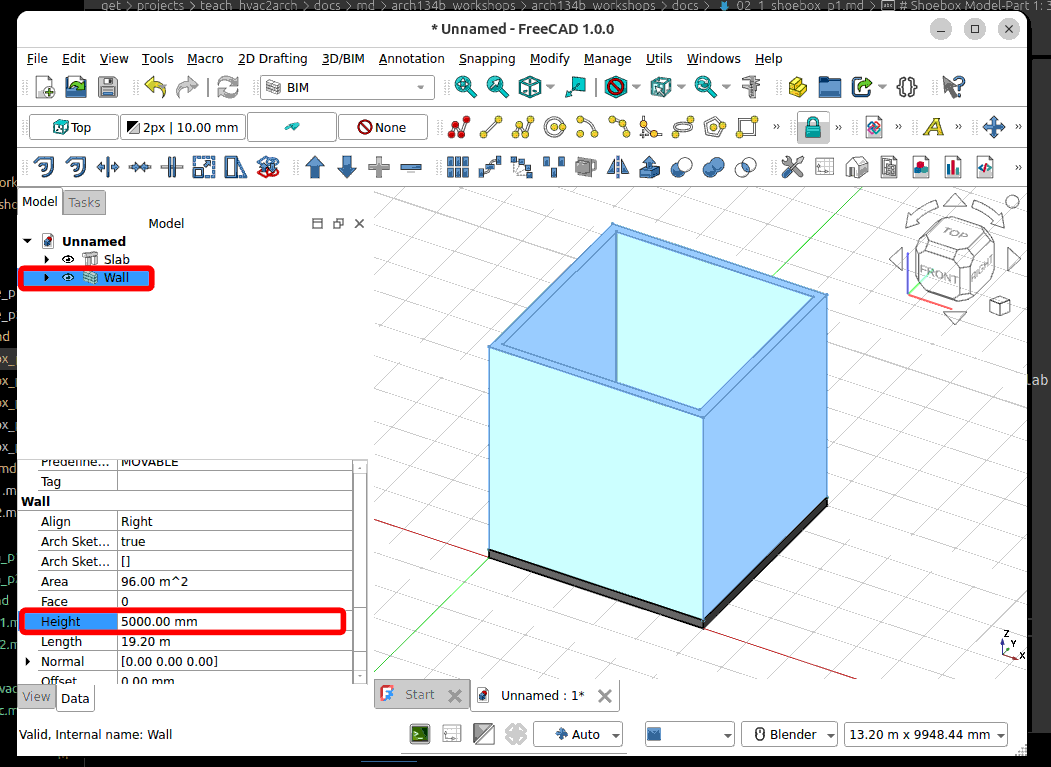 get > projects > teach_hvac2arch > docs > md > arch134b_workshops > arch134b_workshops > docs > 02_1_shoebox_p1.md > # Shoebox Model-Part 1: 3
* Unnamed - FreeCAD 1.0.0
File Edit View Tools Macro 2D Drafting 3D/BIM Annotation Snapping Modify Manage Utils Windows Help
BIM
Top 2px | 10.00 mm None
Model Tasks
Model
Unnamed
Slab
Wall
TOP
FRONT
RIGHT
lab
Predefine... MOVABLE
Tag
Wall
Align Right
Arch Sket... true
Arch Sket... []
Area 96.00 m^2
Face 0
Height 5000.00 mm
Length 19.20 m
Normal [0.00 0.00 0.00]
Offset 0.00 mm
Z
Y
X
View Data
Start Unnamed : 1*
Valid, Internal name: Wall
Auto Blender 13.20 m x 9948.44 mm